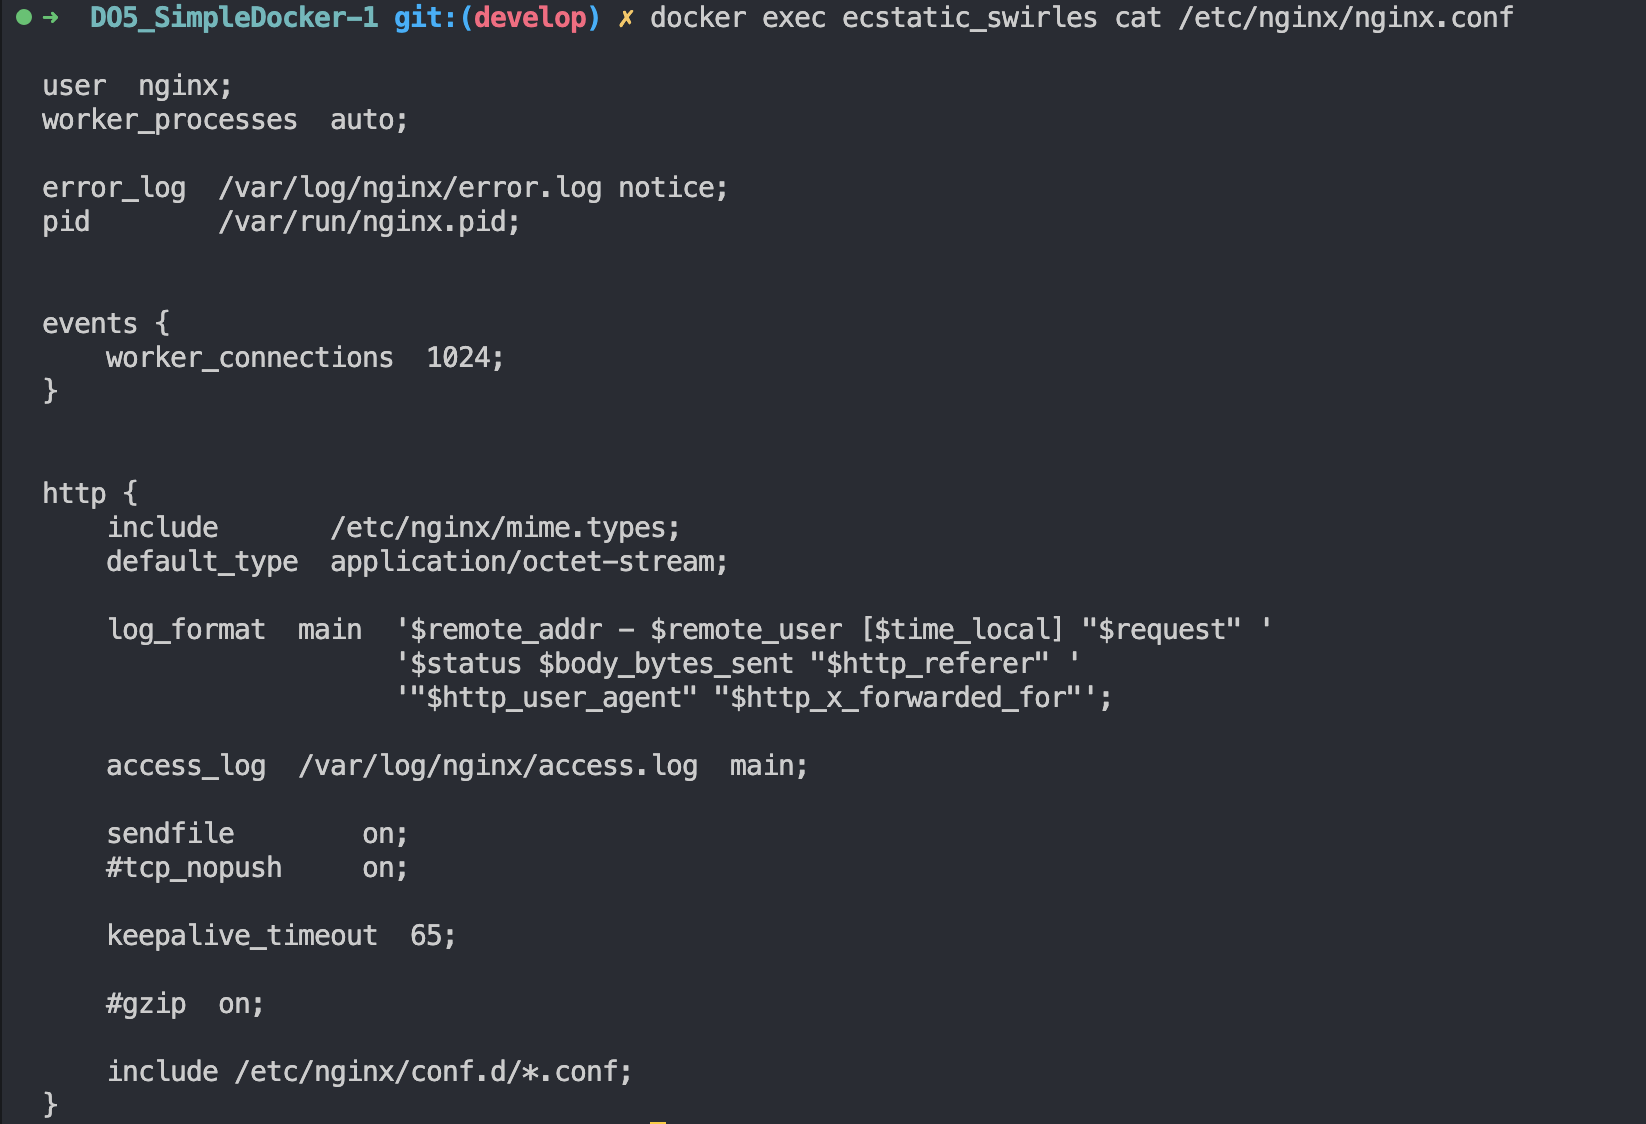 ➜  DO5_SimpleDocker-1 git:(develop) ✗ docker exec ecstatic_swirles cat /etc/nginx/nginx.conf
user  nginx;
worker_processes  auto;
error_log  /var/log/nginx/error.log notice;
pid        /var/run/nginx.pid;
events {
    worker_connections  1024;
}
http {
    include       /etc/nginx/mime.types;
    default_type  application/octet-stream;
    log_format  main  '$remote_addr - $remote_user [$time_local] "$request" '
                      '$status $body_bytes_sent "$http_referer" '
                      '"$http_user_agent" "$http_x_forwarded_for"';
    access_log  /var/log/nginx/access.log  main;
    sendfile        on;
    #tcp_nopush     on;
    keepalive_timeout  65;
    #gzip  on;
    include /etc/nginx/conf.d/*.conf;
}